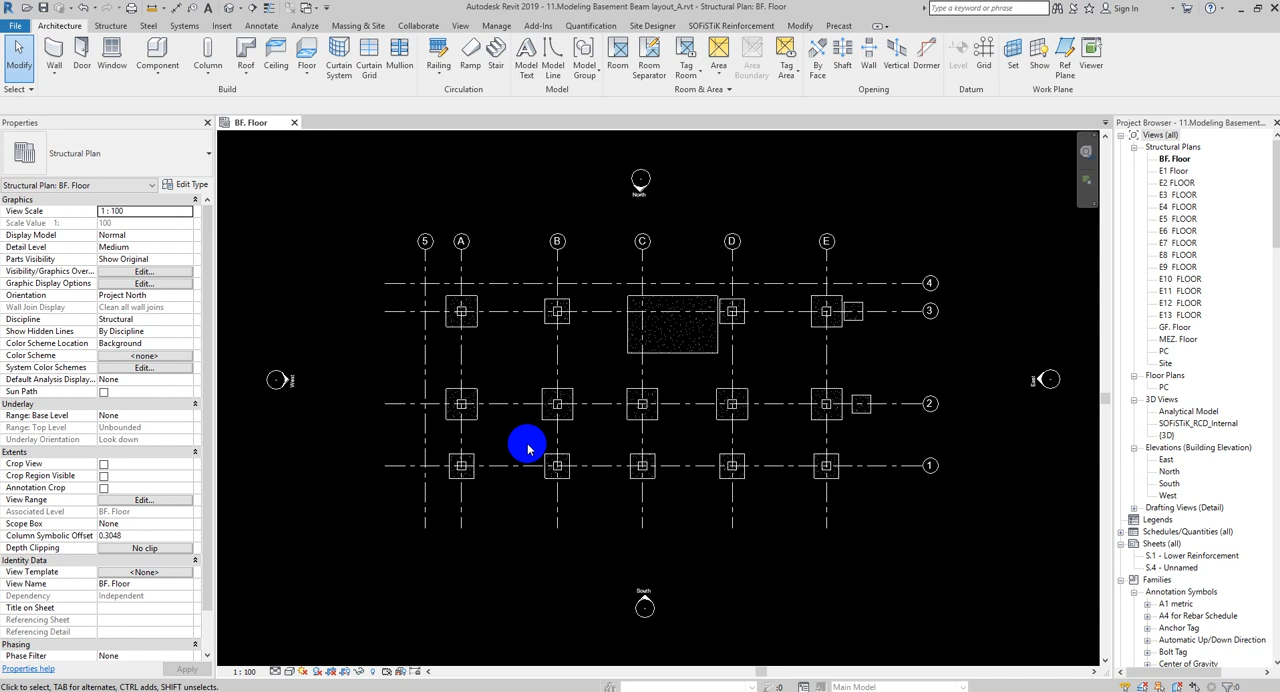 Autodesk Revit 2023 - 11.Modeling Basement Beam layout_A.rvt - Structural Plan: BF. Floor
Type a keyword or phrase
Sign In
File Architecture Structure Steel Systems Insert Annotate Analyze Massing & Site Collaborate View Manage Add-Ins Quantification Site Designer SOFiSTiK Reinforcement Modify Precast
Modify Wall Door Window Component Column Roof Ceiling Floor Curtain System Curtain Grid Mullion Railing Ramp Stair Model Text Model Line Model Group Room Room Separator Tag Room Area Area Boundary Tag Area By Face Shaft Wall Vertical Dormer Level Grid Set Show Ref Plane Viewer
Select Build Circulation Model Room & Area Opening Datum Work Plane
Properties
Structural Plan
Structural Plan: BF. Floor Edit Type
Graphics
View Scale 1 : 100
Scale Value 1: 100
Display Model Normal
Detail Level Medium
Parts Visibility Show Original
Visibility/Graphics Over... Edit...
Graphic Display Options Edit...
Orientation Project North
Wall Join Display Clean all wall joins
Discipline Structural
Show Hidden Lines By Discipline
Color Scheme Location Background
Color Scheme <none>
System Color Schemes Edit...
Default Analysis Display... None
Sun Path
Underlay
Range: Base Level None
Range: Top Level Unbounded
Underlay Orientation Look down
Extents
Crop View
Crop Region Visible
Annotation Crop
View Range Edit...
Associated Level BF. Floor
Scope Box None
Column Symbolic Offset 0.3048
Depth Clipping No clip
Identity Data
View Template <None>
View Name BF. Floor
Dependency Independent
Title on Sheet
Referencing Sheet
Referencing Detail
Phasing
Phase Filter None
Properties help Apply
BF. Floor
North
5 A B C D E
4
3
West
East
2
1
South
1 : 100
Project Browser - 11.Modeling Basement...
Views (all)
Structural Plans
BF. Floor
E1 Floor
E2 FLOOR
E3 FLOOR
E4 FLOOR
E5 FLOOR
E6 FLOOR
E7 FLOOR
E8 FLOOR
E9 FLOOR
E10 FLOOR
E11 FLOOR
E12 FLOOR
E13 FLOOR
GF. Floor
MEZ. Floor
PC
Site
Floor Plans
PC
3D Views
Analytical Model
SOFiSTiK_RCD_Internal
(3D)
Elevations (Building Elevation)
East
North
South
West
Drafting Views (Detail)
Legends
Schedules/Quantities (all)
Sheets (all)
S.1 - Lower Reinforcement
S.4 - Unnamed
Families
Annotation Symbols
A1 metric
A4 for Rebar Schedule
Anchor Tag
Automatic Up/Down Direction
Bolt Tag
Center of Gravity
Click to select, TAB for alternates, CTRL adds, SHIFT unselects.
:0 Main Model :0